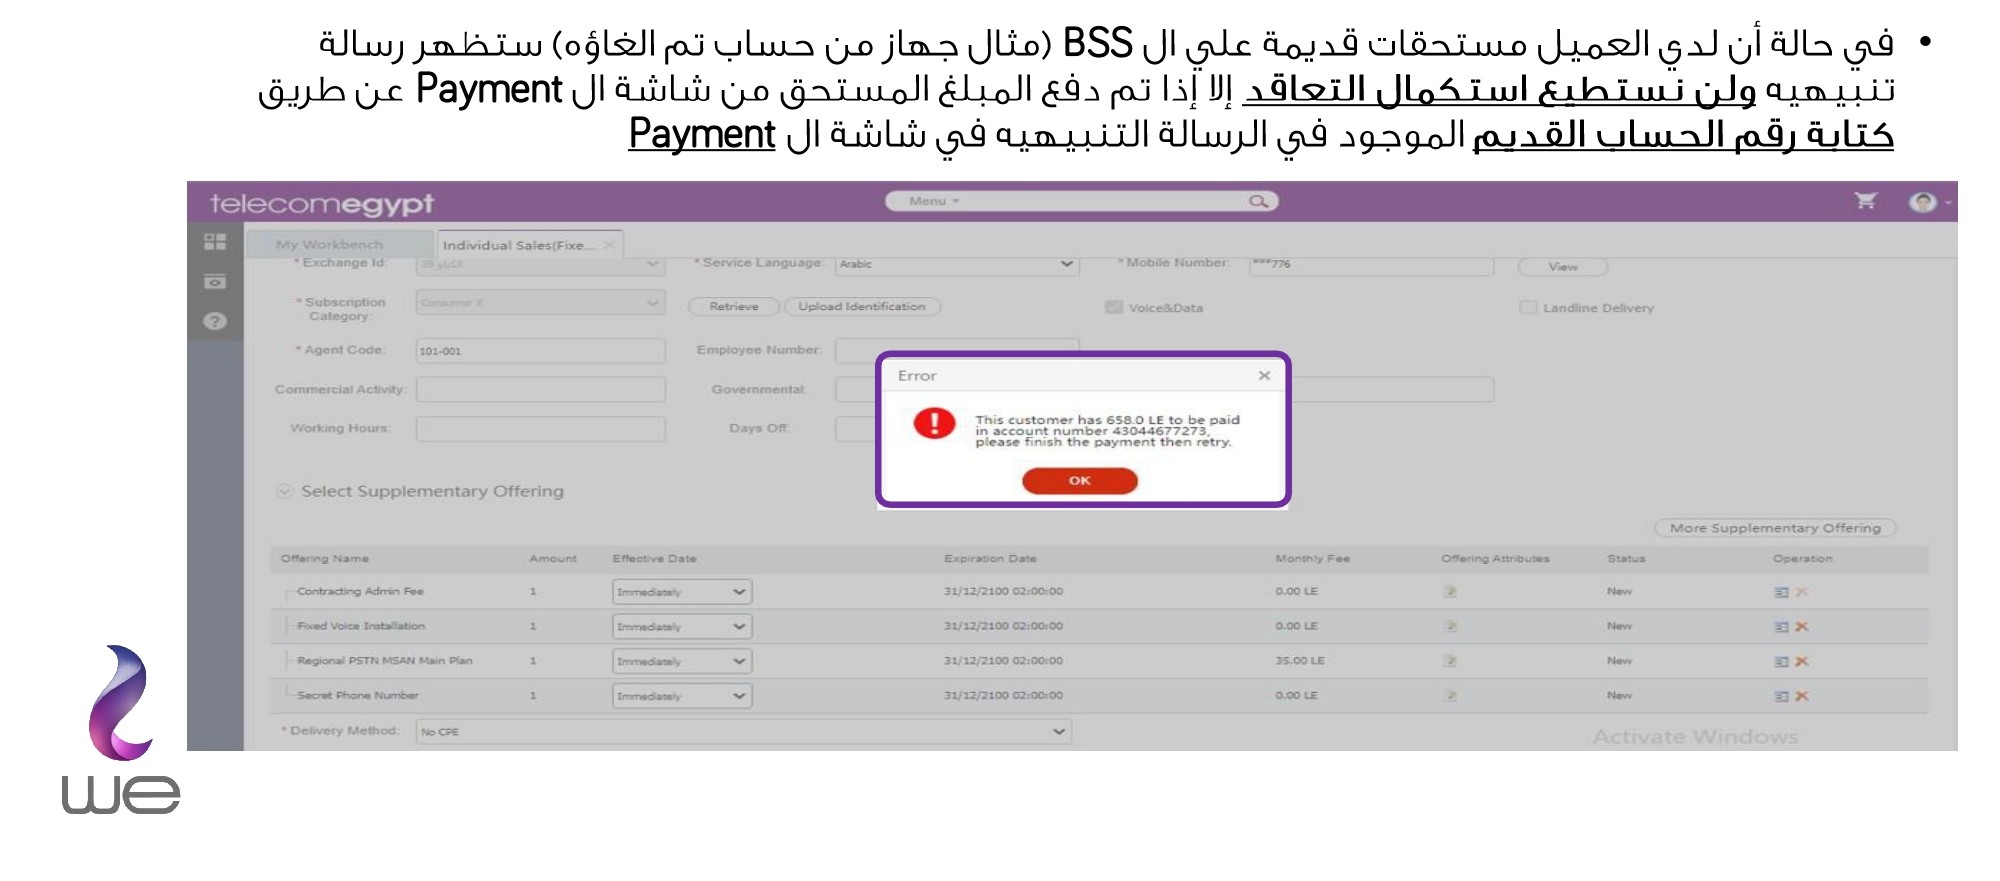 • في حالة أن لدي العميل مستحقات قديمة علي ال BSS (مثال جهاز من حساب تم الغاؤه) ستظهر رسالة
تنبيهيه ولن نستطيع استكمال التعاقد إلا إذا تم دفع المبلغ المستحق من شاشة ال Payment عن طريق
كتابة رقم الحساب القديم الموجود في الرسالة التنبيهيه في شاشة ال Payment
telecomegypt Menu
My Workbench Individual Sales(Fixe...
* Exchange Id: * Service Language: Arabic * Mobile Number: ***776 View
* Subscription Category: Consumer X Retrieve Upload Identification Voice&Data Landline Delivery
* Agent Code: 101-001 Employee Number:
Commercial Activity: Governmental:
Working Hours: Days Off:
Error
This customer has 658.0 LE to be paid
in account number 43044677273,
please finish the payment then retry.
OK
Select Supplementary Offering
More Supplementary Offering
Offering Name Amount Effective Date Expiration Date Monthly Fee Offering Attributes Status Operation
Contracting Admin Fee 1 Immediately 31/12/2100 02:00:00 0.00 LE New
Fixed Voice Installation 1 Immediately 31/12/2100 02:00:00 0.00 LE New
Regional PSTN MSAN Main Plan 1 Immediately 31/12/2100 02:00:00 35.00 LE New
Secret Phone Number 1 Immediately 31/12/2100 02:00:00 0.00 LE New
* Delivery Method: No CPE
Activate Windows
we